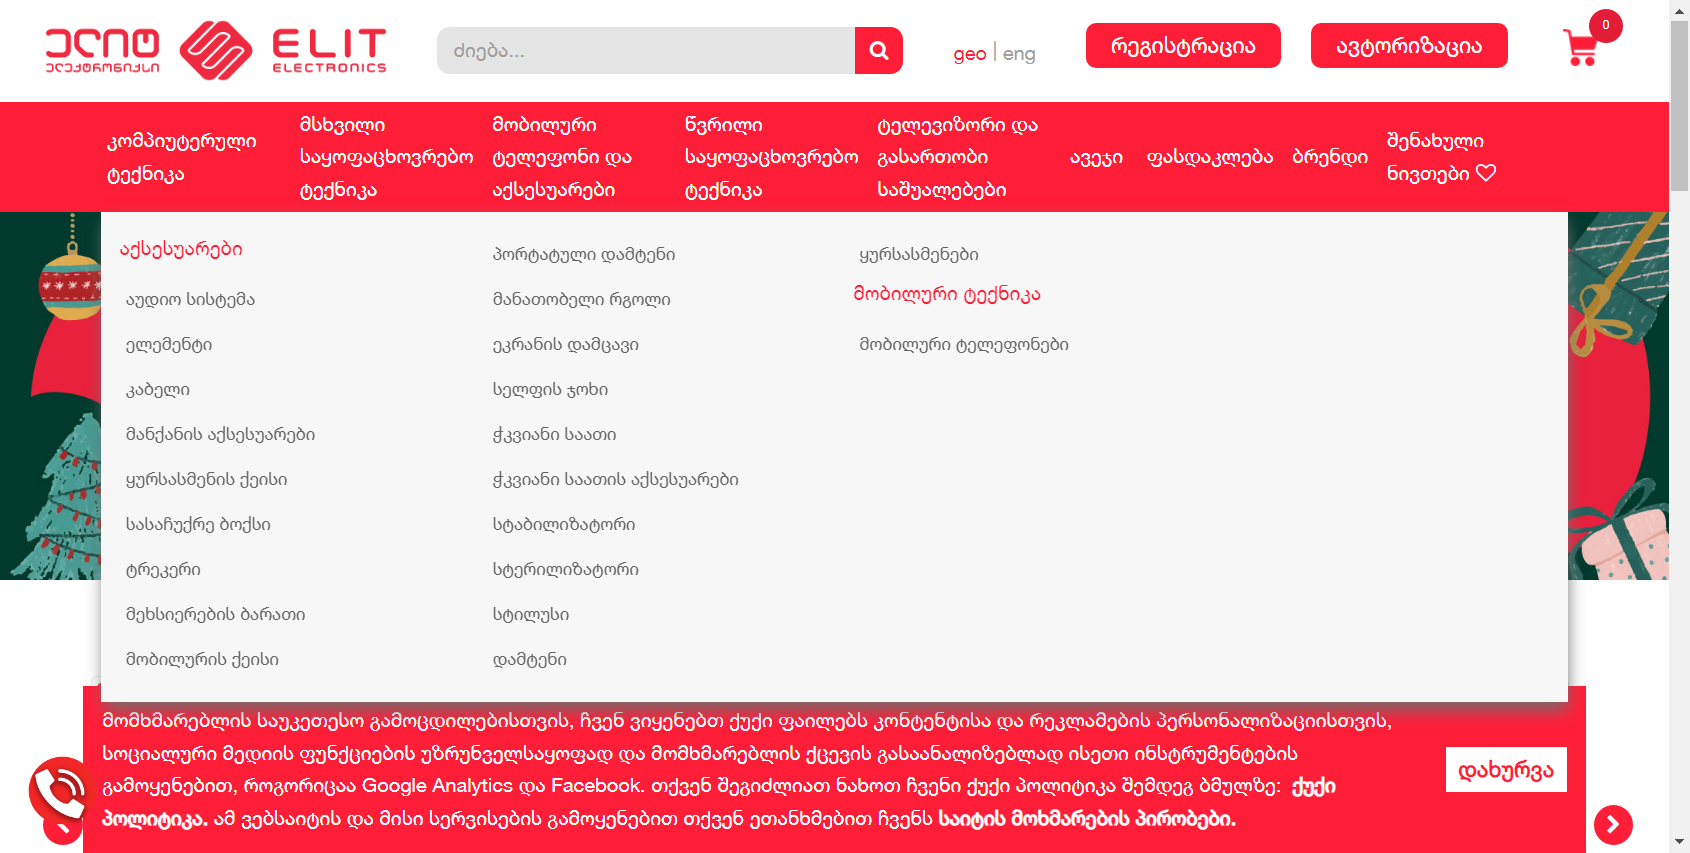 ელიტ
ელექტრონიქსი
ELIT
ELECTRONICS
ძიება...
geo | eng
რეგისტრაცია
ავტორიზაცია
0
კომპიუტერული
ტექნიკა
მსხვილი
საყოფაცხოვრებო
ტექნიკა
მობილური
ტელეფონი და
აქსესუარები
წვრილი
საყოფაცხოვრებო
ტექნიკა
ტელევიზორი და
გასართობი
საშუალებები
ავეჯი
ფასდაკლება
ბრენდი
შენახული
ნივთები
აქსესუარები
აუდიო სისტემა
ელემენტი
კაბელი
მანქანის აქსესუარები
ყურსასმენის ქეისი
სასაჩუქრე ბოქსი
ტრეკერი
მეხსიერების ბარათი
მობილურის ქეისი
პორტატული დამტენი
მანათობელი რგოლი
ეკრანის დამცავი
სელფის ჯოხი
ჭკვიანი საათი
ჭკვიანი საათის აქსესუარები
სტაბილიზატორი
სტერილიზატორი
სტილუსი
დამტენი
ყურსასმენები
მობილური ტექნიკა
მობილური ტელეფონები
მომხმარებლის საუკეთესო გამოცდილებისთვის, ჩვენ ვიყენებთ ქუქი ფაილებს კონტენტისა და რეკლამების პერსონალიზაციისთვის,
სოციალური მედიის ფუნქციების უზრუნველსაყოფად და მომხმარებლის ქცევის გასაანალიზებლად ისეთი ინსტრუმენტების
გამოყენებით, როგორიცაა Google Analytics და Facebook. თქვენ შეგიძლიათ ნახოთ ჩვენი ქუქი პოლიტიკა შემდეგ ბმულზე: ქუქი
პოლიტიკა. ამ ვებსაიტის და მისი სერვისების გამოყენებით თქვენ ეთანხმებით ჩვენს საიტის მოხმარების პირობები.
დახურვა